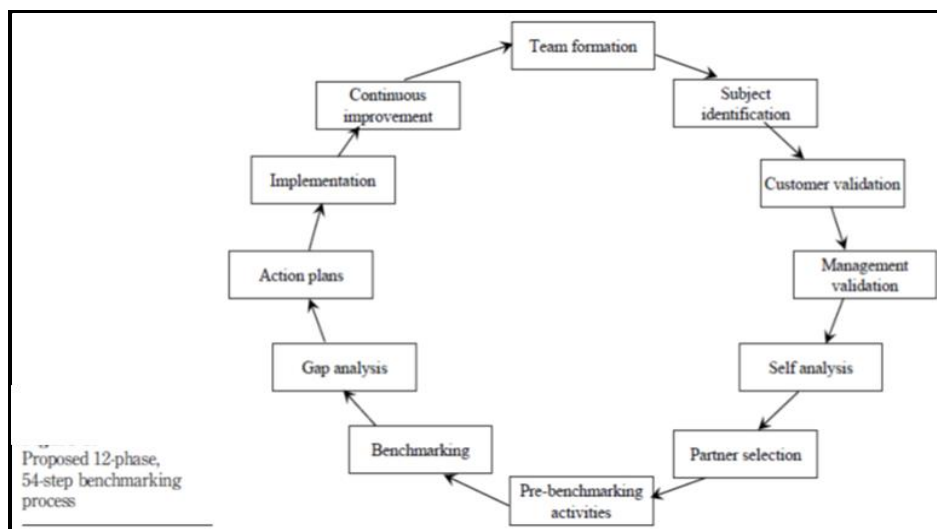 Team formation
Subject
identification
Customer validation
Management
validation
Self analysis
Partner selection
Pre-benchmarking
activities
Benchmarking
Gap analysis
Action plans
Implementation
Continuous
improvement
Proposed 12-phase,
54-step benchmarking
process